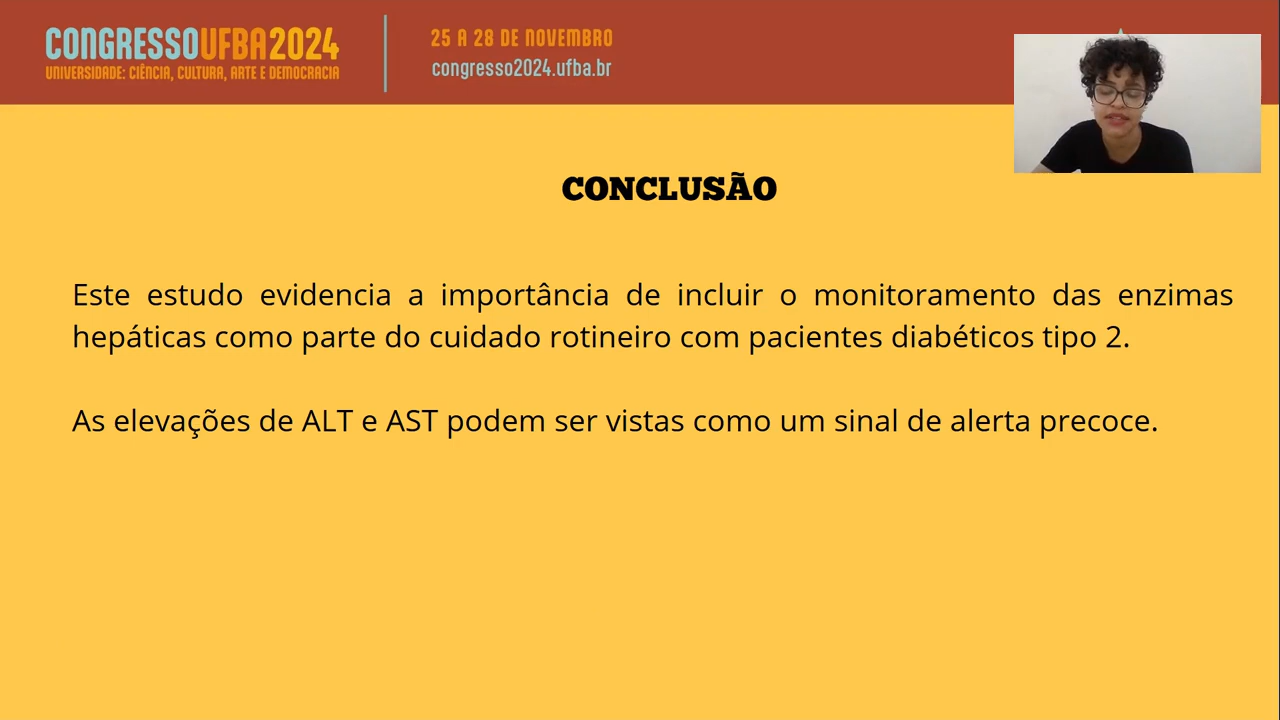 CONGRESSOUFBA2024
UNIVERSIDADE: CIÊNCIA, CULTURA, ARTE E DEMOCRACIA
25 A 28 DE NOVEMBRO
congresso2024.ufba.br
CONCLUSÃO
Este estudo evidencia a importância de incluir o monitoramento das enzimas
hepáticas como parte do cuidado rotineiro com pacientes diabéticos tipo 2.
As elevações de ALT e AST podem ser vistas como um sinal de alerta precoce.